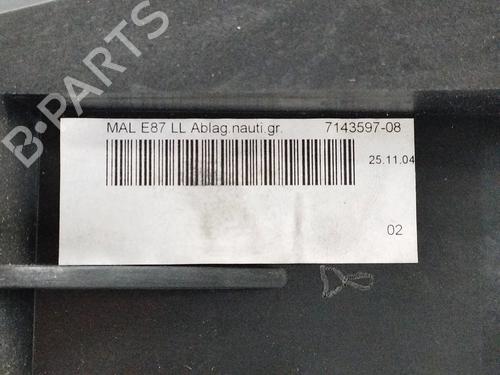 B-PARTS
MAL E87 LL Ablag.nauti.gr. 7143597-08
25.11.04
02